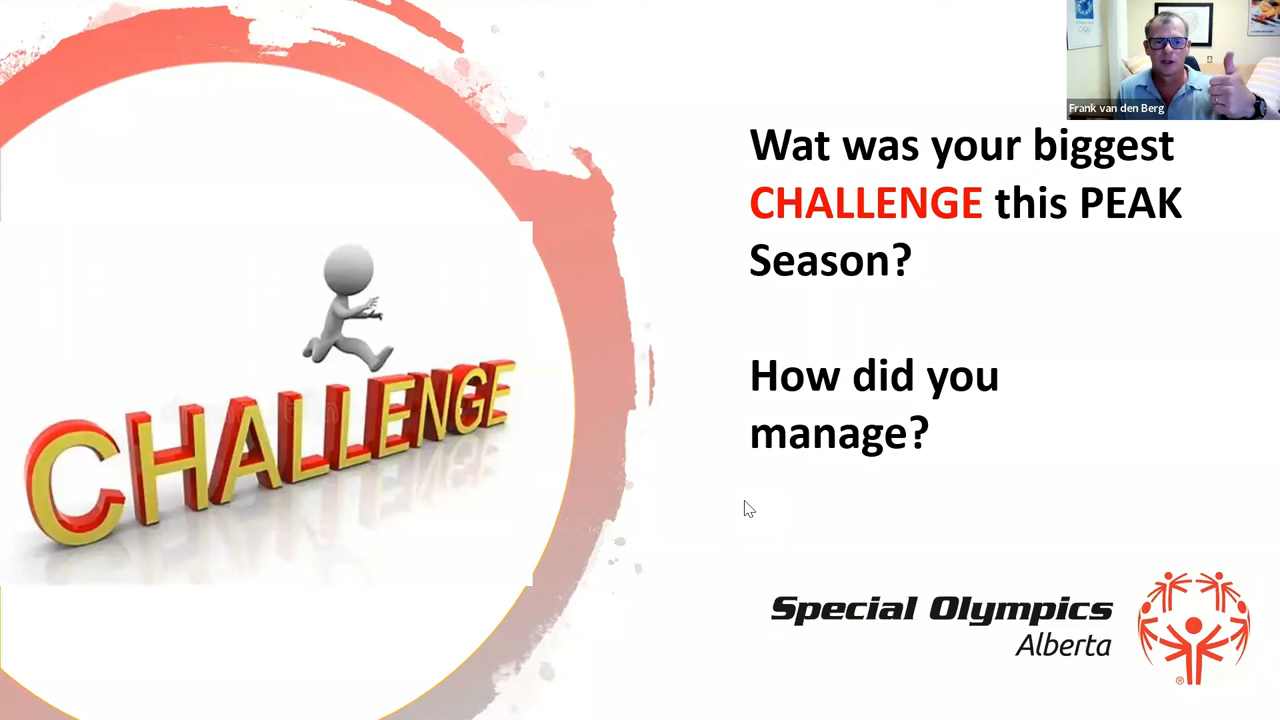 Frank van den Berg
Wat was your biggest
CHALLENGE this PEAK
Season?
How did you
manage?
CHALLENGE
Special Olympics
Alberta
®